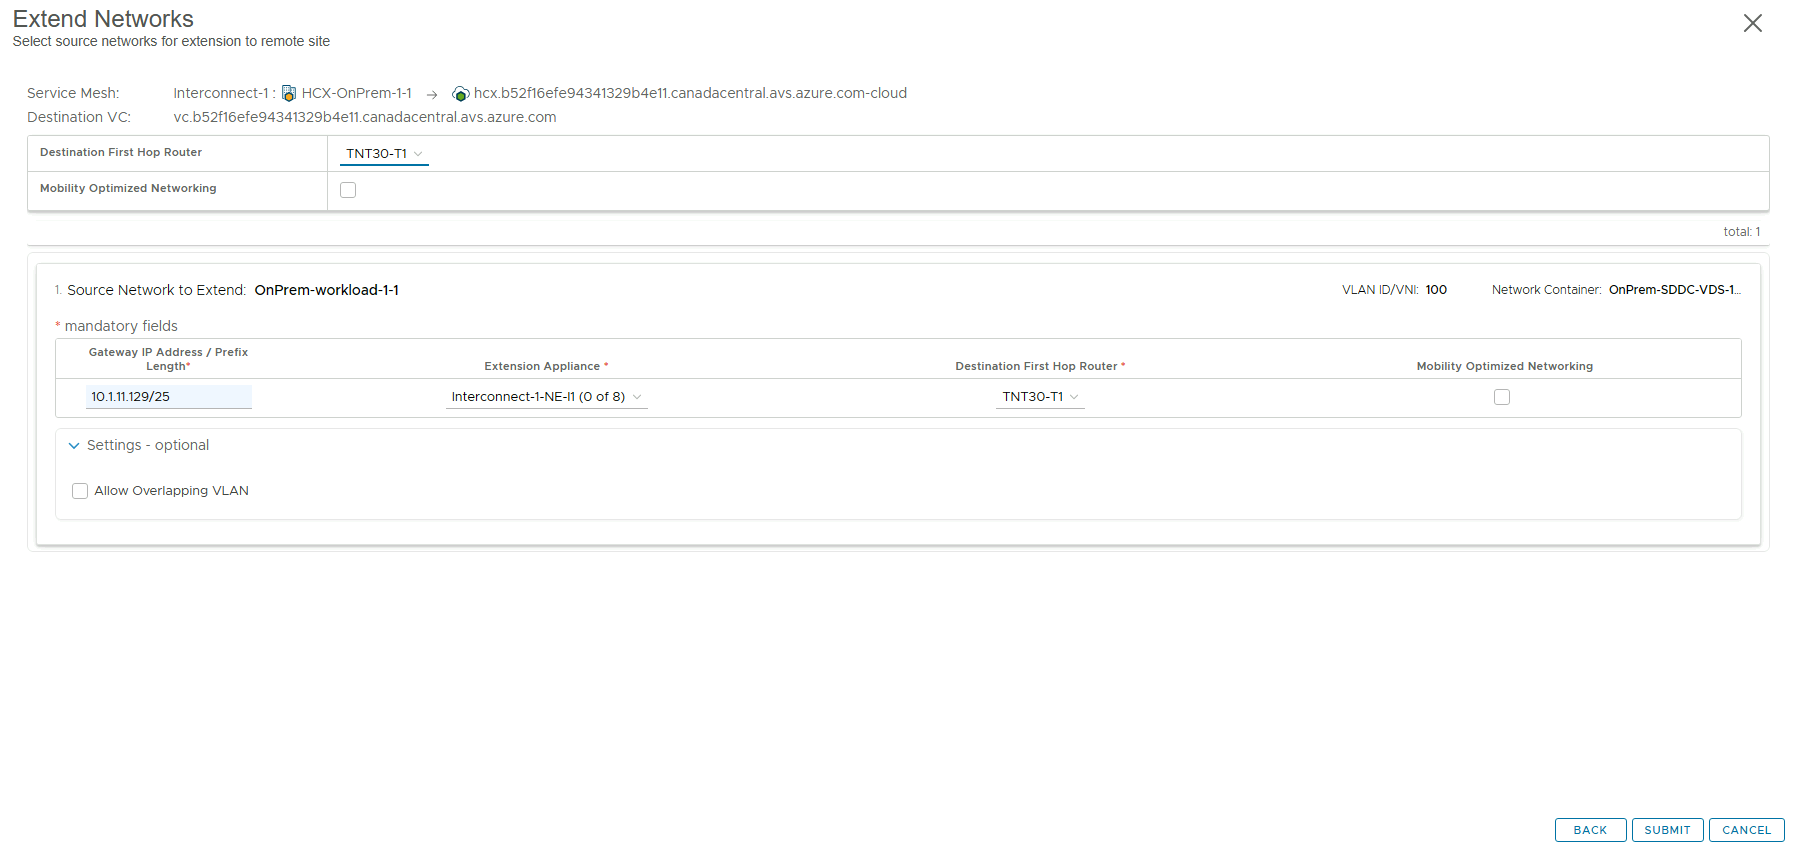 Extend Networks
Select source networks for extension to remote site
Service Mesh: Interconnect-1 : HCX-OnPrem-1-1 → hcx.b52f16efe94341329b4e11.canadacentral.avs.azure.com-cloud
Destination VC: vc.b52f16efe94341329b4e11.canadacentral.avs.azure.com
Destination First Hop Router TNT30-T1
Mobility Optimized Networking
total: 1
1. Source Network to Extend: OnPrem-workload-1-1 VLAN ID/VNI: 100 Network Container: OnPrem-SDDC-VDS-1...
* mandatory fields
Gateway IP Address / Prefix
Length* Extension Appliance * Destination First Hop Router * Mobility Optimized Networking
10.1.11.129/25 Interconnect-1-NE-I1 (0 of 8) TNT30-T1
Settings - optional
Allow Overlapping VLAN
BACK SUBMIT CANCEL